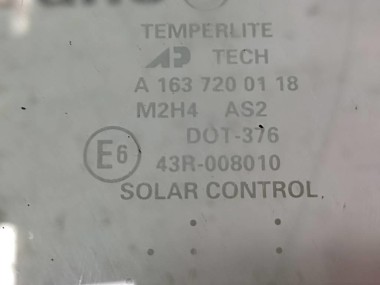 TEMPERLITE
AP TECH
A 163 720 01 18
M2H4 AS2
DOT-376
E6 43R-008010
SOLAR CONTROL